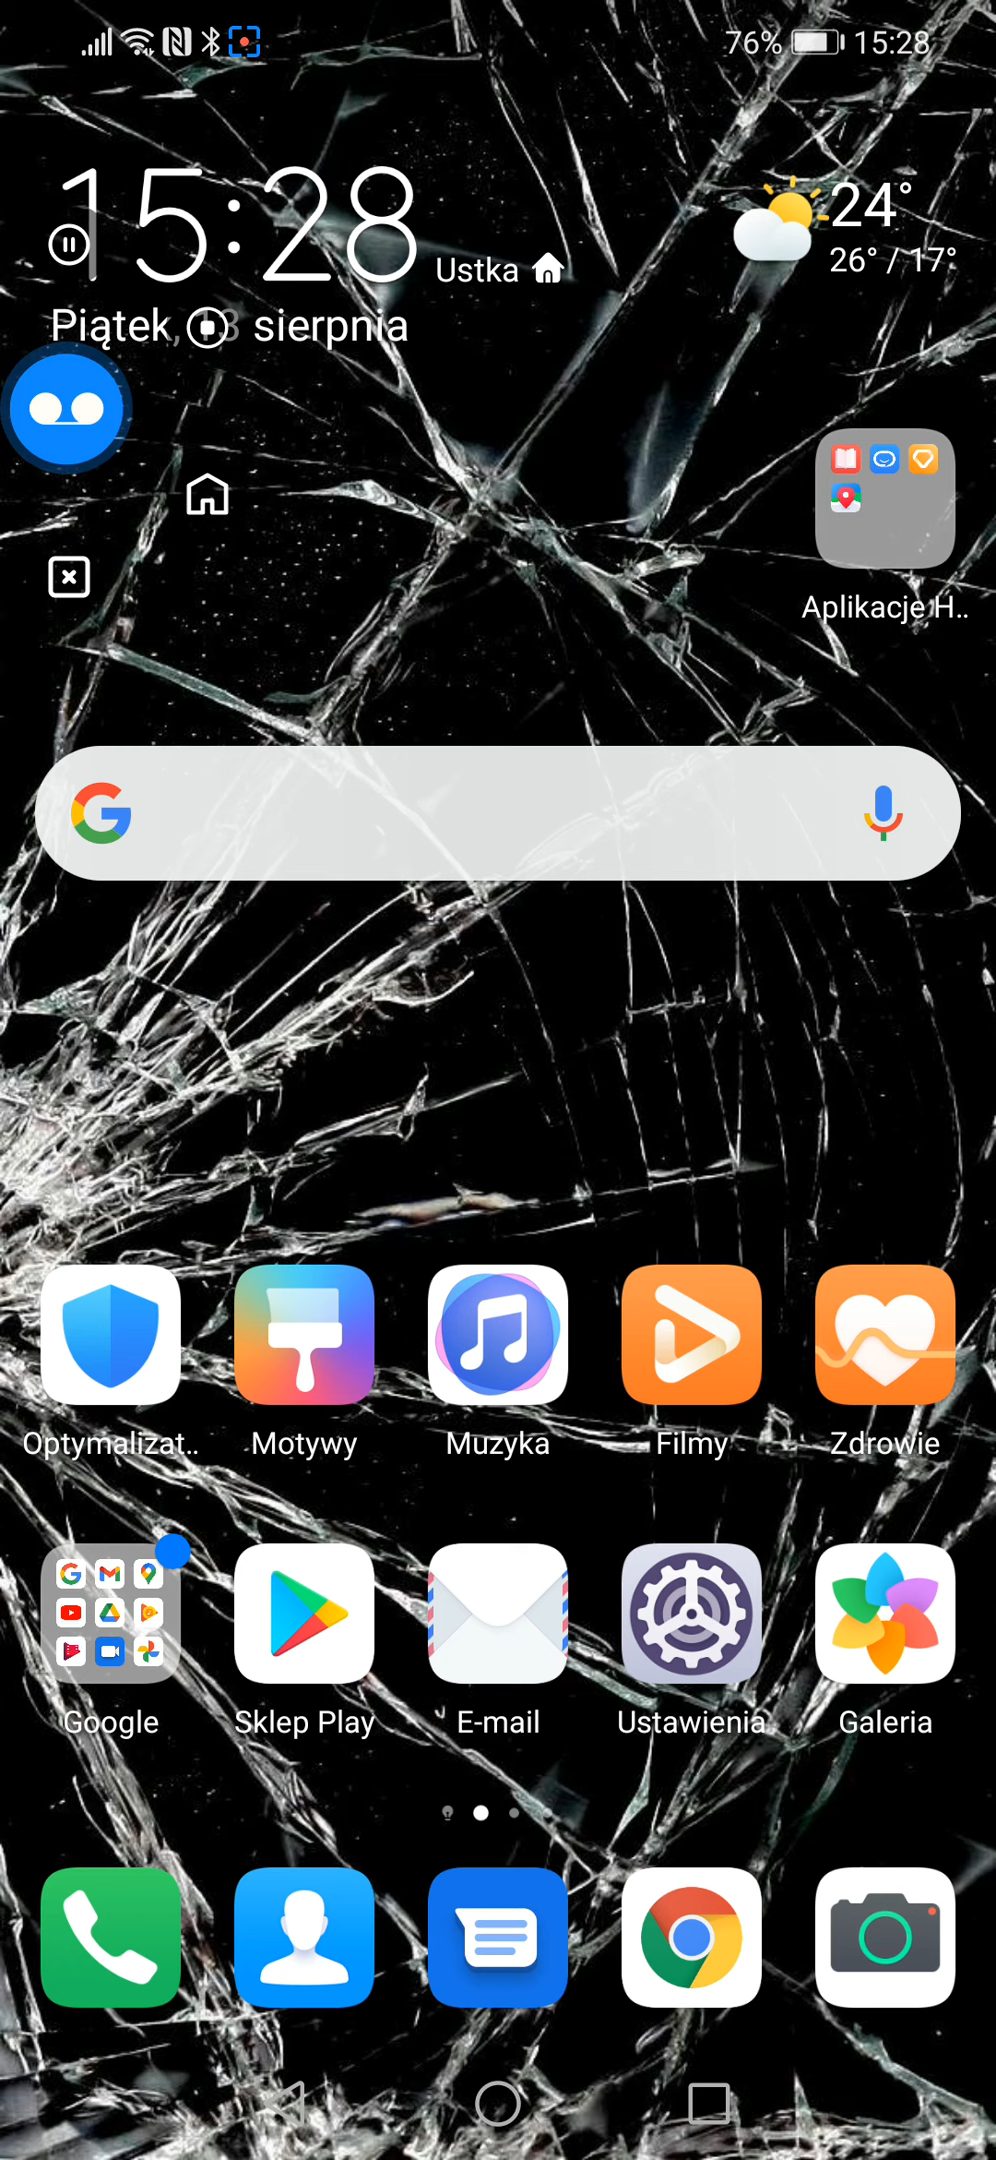 76% 15:28
15:28
Ustka
24°
26° / 17°
Piątek, 13 sierpnia
Aplikacje H..
Optymalizat..
Motywy
Muzyka
Filmy
Zdrowie
Google
Sklep Play
E-mail
Ustawienia
Galeria